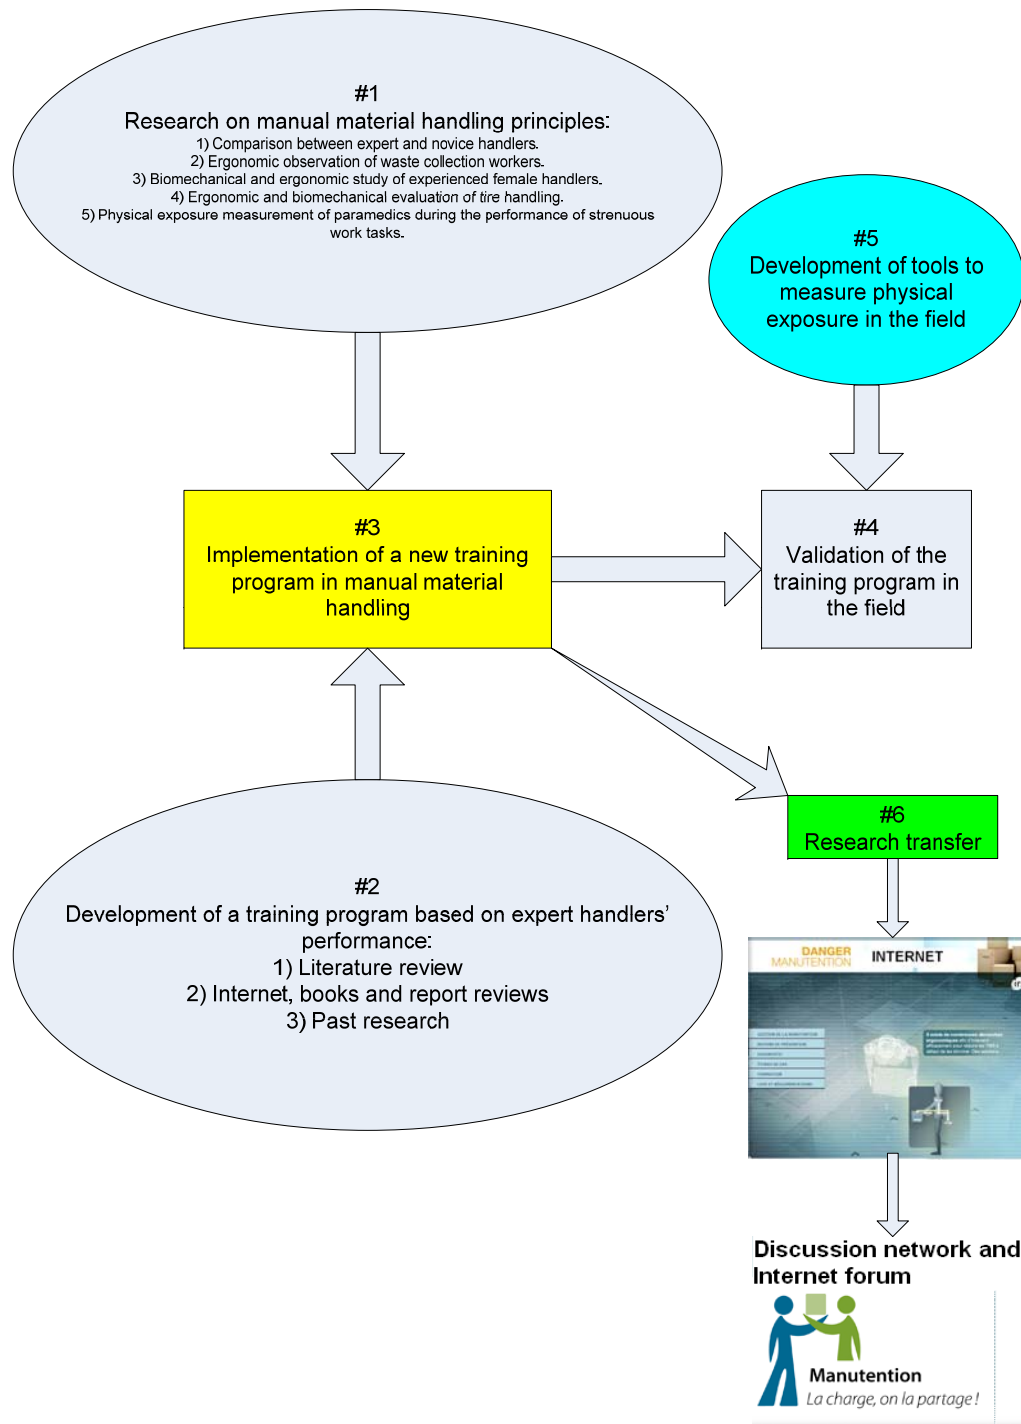 #1
Research on manual material handling principles:
1) Comparison between expert and novice handlers.
2) Ergonomic observation of waste collection workers.
3) Biomechanical and ergonomic study of experienced female handlers.
4) Ergonomic and biomechanical evaluation of tire handling.
5) Physical exposure measurement of paramedics during the performance of strenuous
work tasks.
#5
Development of tools to
measure physical
exposure in the field
#3
Implementation of a new training
program in manual material
handling
#4
Validation of the
training program in
the field
#6
Research transfer
#2
Development of a training program based on expert handlers'
performance:
1) Literature review
2) Internet, books and report reviews
3) Past research
DANGER
MANUTENTION
INTERNET
Discussion network and
Internet forum
Manutention
La charge, on la partage !